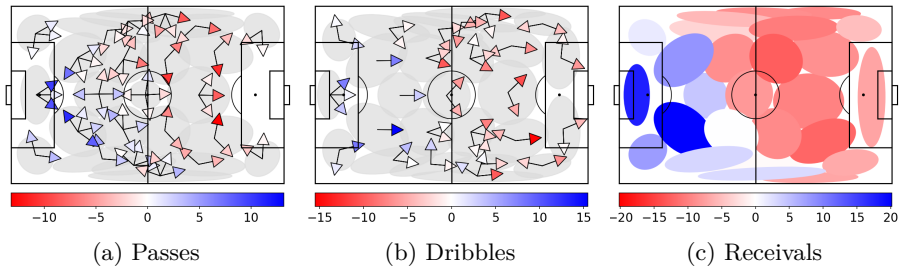 −10 −5 0 5 10
−15 −10 −5 0 5 10 15
−20 −15 −10 −5 0 5 10 15 20
(a) Passes
(b) Dribbles
(c) Receivals